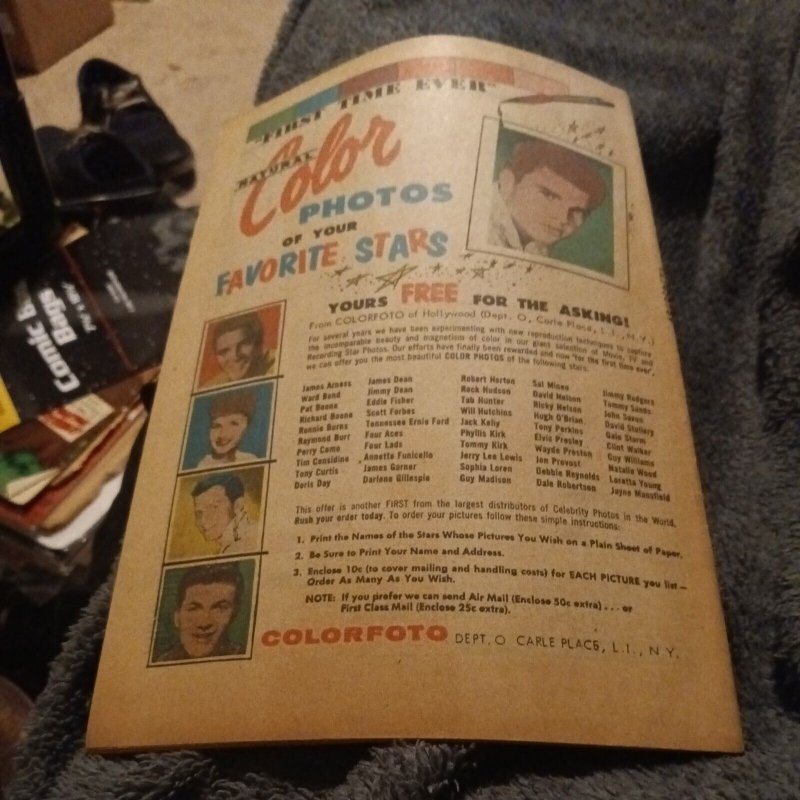 "FIRST TIME EVER"
NATURAL
Color
PHOTOS
OF YOUR
FAVORITE STARS
YOURS FREE FOR THE ASKING!
From COLORFOTO of Hollywood (Dept. O, Carle Place, L.I., N.Y.)
For several years we have been experimenting with new reproduction techniques to capture
the incomparable beauty and magnetism of color in our giant selection of Movie, TV and
Recording Star Photos. Our efforts have finally been rewarded and now "for the first time ever",
we can offer you the most beautiful COLOR PHOTOS of the following stars.
James Arness
Ward Bond
Pat Boone
Richard Boone
Ronnie Burns
Raymond Burr
Perry Como
Tim Considine
Tony Curtis
Doris Day
James Dean
Jimmy Dean
Eddie Fisher
Scott Forbes
Tennessee Ernie Ford
Four Aces
Four Lads
Annette Funicello
James Garner
Darlene Gillespie
Robert Horton
Rock Hudson
Tab Hunter
Will Hutchins
Jack Kelly
Phyllis Kirk
Tommy Kirk
Jerry Lee Lewis
Sophia Loren
Guy Madison
Sal Mineo
David Nelson
Ricky Nelson
Hugh O'Brian
Tony Perkins
Elvis Presley
Wayde Preston
Jon Provost
Debbie Reynolds
Dale Robertson
Jimmy Rodgers
Tommy Sands
John Saxon
David Stollery
Gale Storm
Clint Walker
Guy Williams
Natalie Wood
Loretta Young
Jayne Mansfield
This offer is another FIRST from the largest distributors of Celebrity Photos in the World.
Rush your order today. To order your pictures follow these simple instructions:
1. Print the Names of the Stars Whose Pictures You Wish on a Plain Sheet of Paper.
2. Be Sure to Print Your Name and Address.
3. Enclose 10c (to cover mailing and handling costs) for EACH PICTURE you list—
Order As Many As You Wish.
NOTE: If you prefer we can send Air Mail (Enclose 50c extra) . . . or
First Class Mail (Enclose 25c extra).
COLORFOTO DEPT. O CARLE PLACE, L.I., N.Y.
Comic
Bags